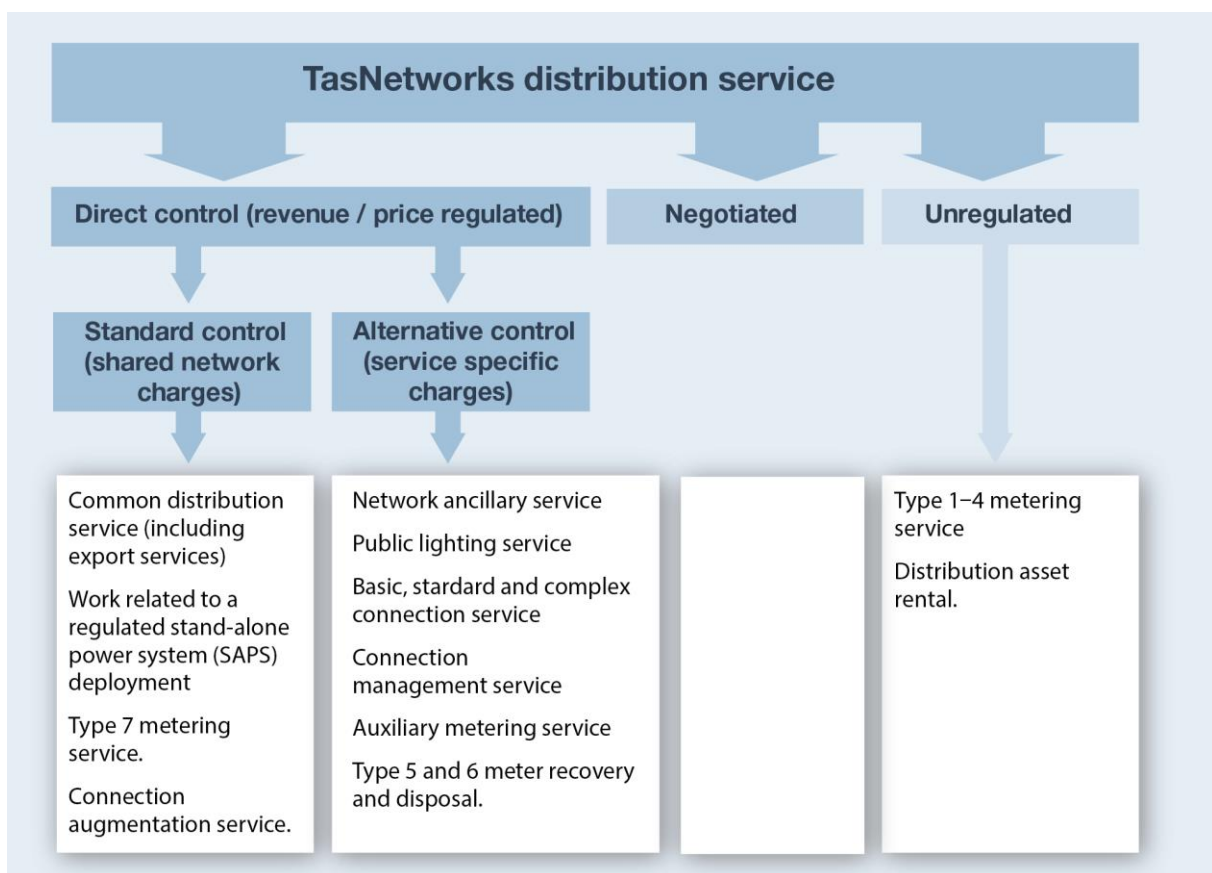 TasNetworks distribution service
Direct control (revenue / price regulated)
Negotiated
Unregulated
Standard control
(shared network
charges)
Alternative control
(service specific
charges)
Common distribution
service (including
export services)
Work related to a
regulated stand-alone
power system (SAPS)
deployment
Type 7 metering
service.
Connection
augmentation service.
Network ancillary service
Public lighting service
Basic, stardard and complex
connection service
Connection
management service
Auxiliary metering service
Type 5 and 6 meter recovery
and disposal.
Type 1–4 metering
service
Distribution asset
rental.